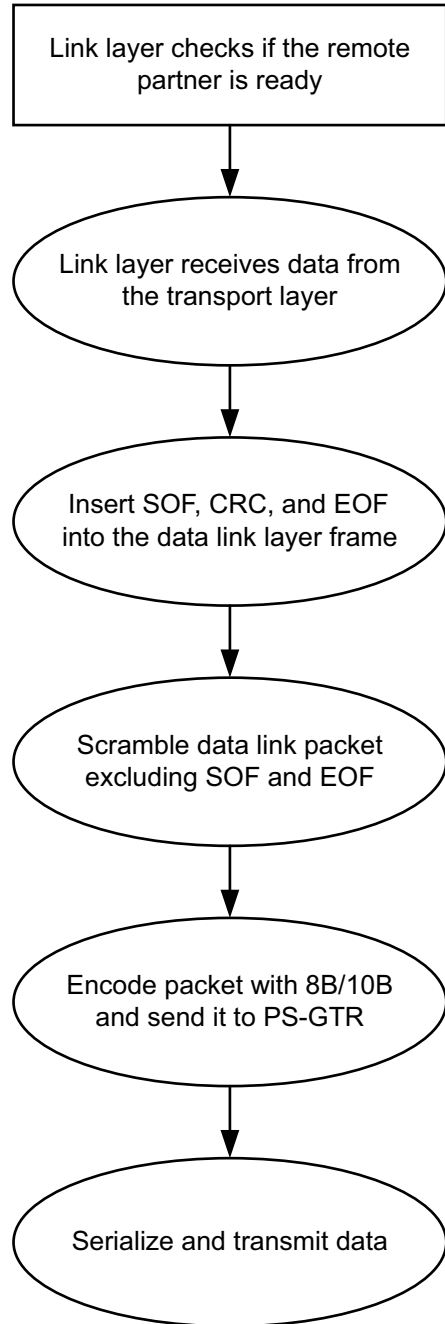 Link layer checks if the remote
partner is ready
Link layer receives data from
the transport layer
Insert SOF, CRC, and EOF
into the data link layer frame
Scramble data link packet
excluding SOF and EOF
Encode packet with 8B/10B
and send it to PS-GTR
Serialize and transmit data